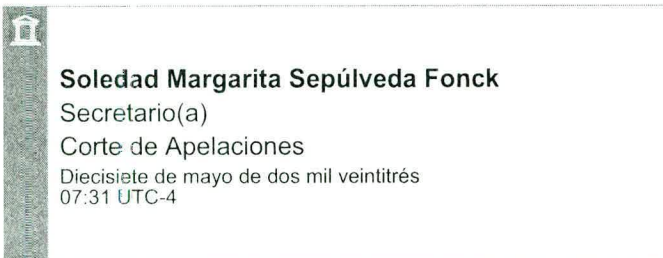 Soledad Margarita Sepúlveda Fonck
Secretario(a)
Corte de Apelaciones
Diecisiete de mayo de dos mil veintitrés
07:31 UTC-4